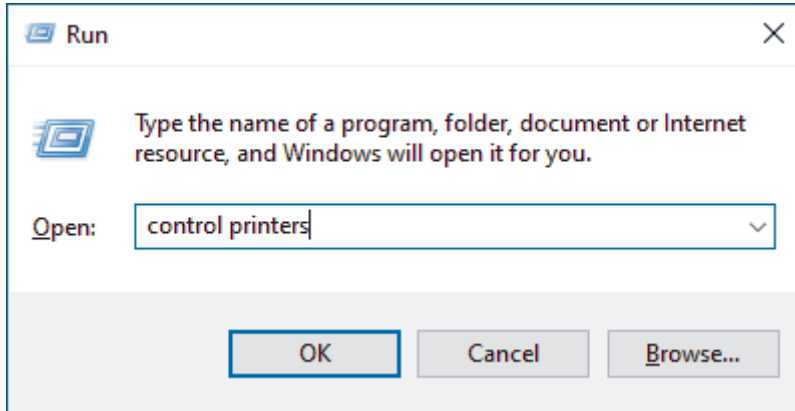 Run
Type the name of a program, folder, document or Internet
resource, and Windows will open it for you.
Open: control printers
OK Cancel Browse...